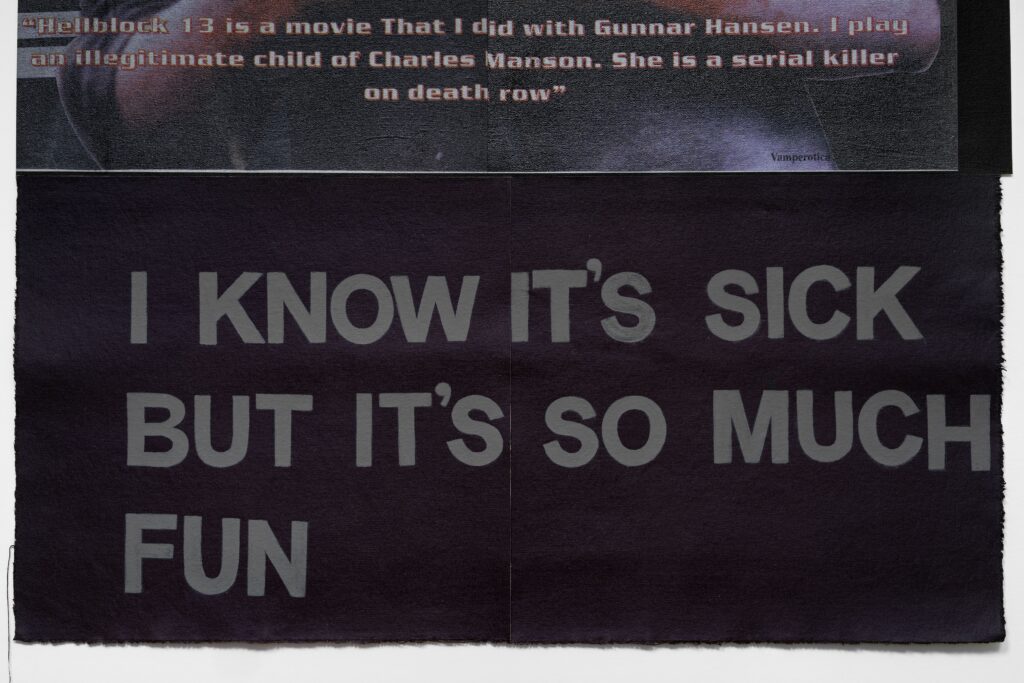 “Hellblock 13 is a movie That I did with Gunnar Hansen. I play
an illegitimate child of Charles Manson. She is a serial killer
on death row”
Vamperotica
I KNOW IT’S SICK
BUT IT’S SO MUCH
FUN